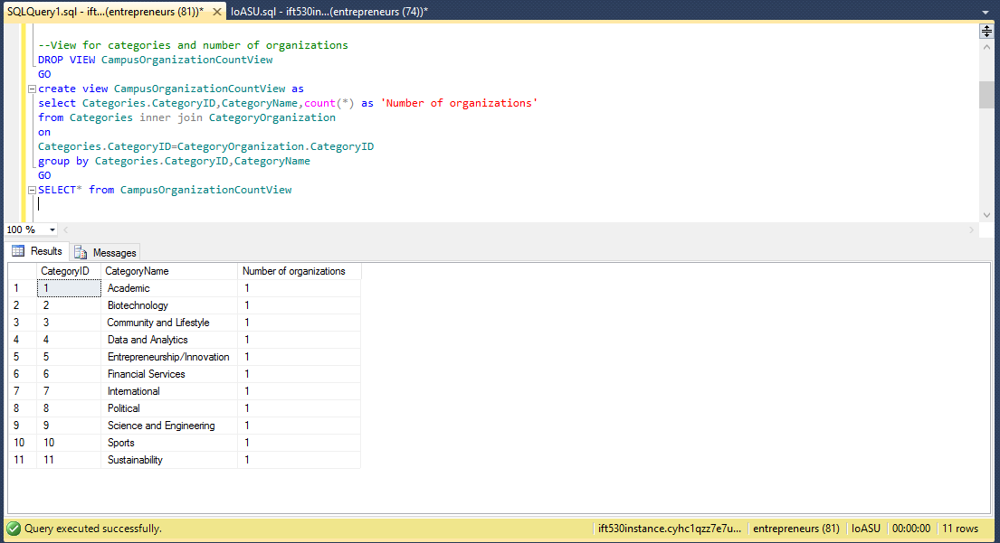 SQLQuery1.sql - ift...(entrepreneurs (81))* IoASU.sql - ift530in...(entrepreneurs (74))*
--View for categories and number of organizations
DROP VIEW CampusOrganizationCountView
GO
create view CampusOrganizationCountView as
select Categories.CategoryID,CategoryName,count(*) as 'Number of organizations'
from Categories inner join CategoryOrganization
on
Categories.CategoryID=CategoryOrganization.CategoryID
group by Categories.CategoryID,CategoryName
GO
SELECT* from CampusOrganizationCountView
100 %
Results Messages
CategoryID CategoryName Number of organizations
1 1 Academic 1
2 2 Biotechnology 1
3 3 Community and Lifestyle 1
4 4 Data and Analytics 1
5 5 Entrepreneurship/Innovation 1
6 6 Financial Services 1
7 7 International 1
8 8 Political 1
9 9 Science and Engineering 1
10 10 Sports 1
11 11 Sustainability 1
Query executed successfully. ift530instance.cyhc1qzz7e7u... entrepreneurs (81) IoASU 00:00:00 11 rows